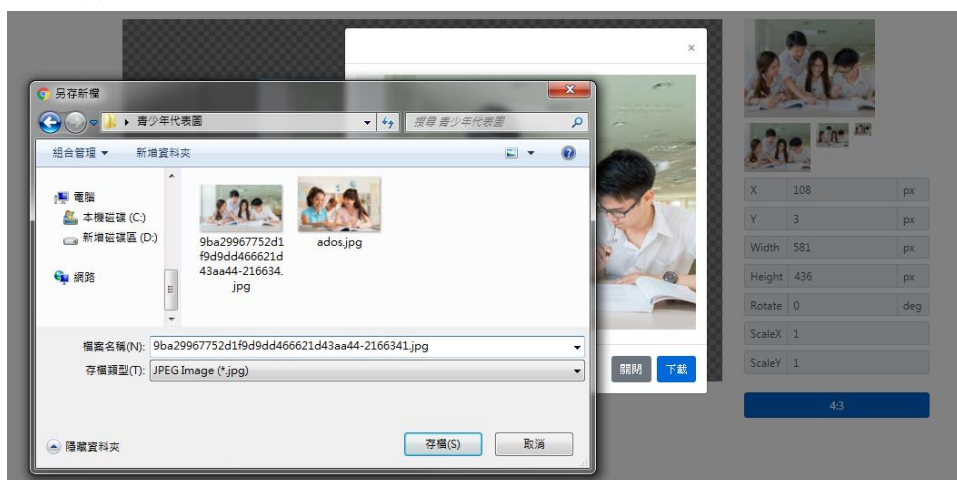 另存新檔
青少年代表團
搜尋 青少年代表團
組合管理
新增資料夾
電腦
本機磁碟 (C:)
新增磁碟區 (D:)
網路
9ba29967752d1
f9d9dd466621d
43aa44-216634.
jpg
ados.jpg
檔案名稱(N): 9ba29967752d1f9d9dd466621d43aa44-2166341.jpg
存檔類型(T): JPEG Image (*.jpg)
隱藏資料夾
存檔(S)
取消
×
關閉
下載
X 108 px
Y 3 px
Width 581 px
Height 436 px
Rotate 0 deg
ScaleX 1
ScaleY 1
4:3